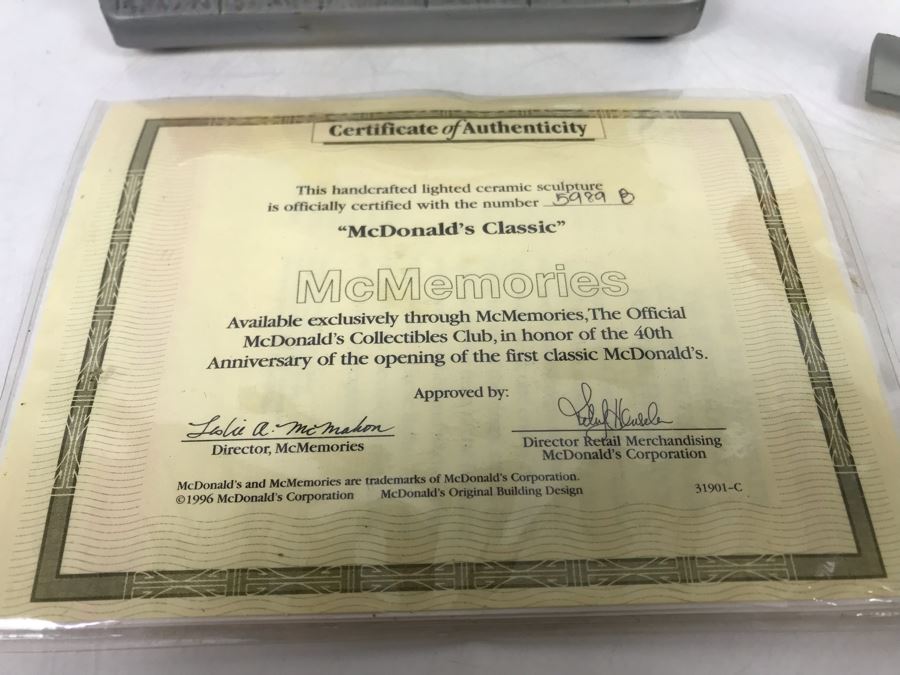 Certificate of Authenticity
This handcrafted lighted ceramic sculpture
is officially certified with the number 5989 B
“McDonald's Classic”
McMemories
Available exclusively through McMemories, The Official
McDonald's Collectibles Club, in honor of the 40th
Anniversary of the opening of the first classic McDonald's.
Approved by:
Leslie A. McMahon
Director, McMemories
Director Retail Merchandising
McDonald's Corporation
McDonald's and McMemories are trademarks of McDonald's Corporation.
©1996 McDonald's Corporation McDonald's Original Building Design 31901-C